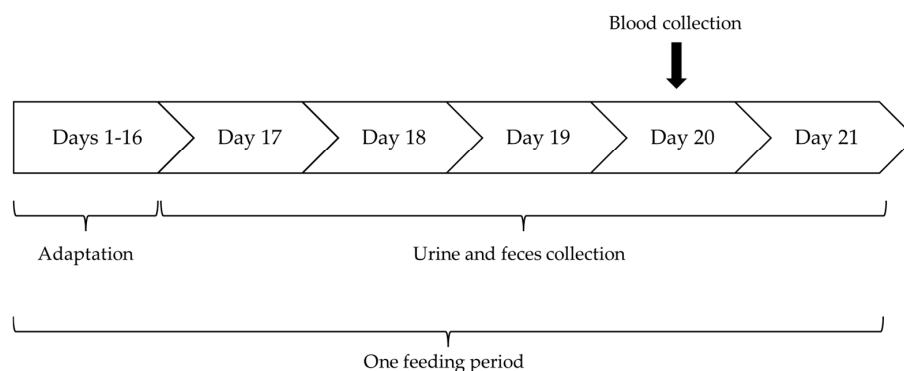 Blood collection
Days 1-16
Day 17
Day 18
Day 19
Day 20
Day 21
Adaptation
Urine and feces collection
One feeding period